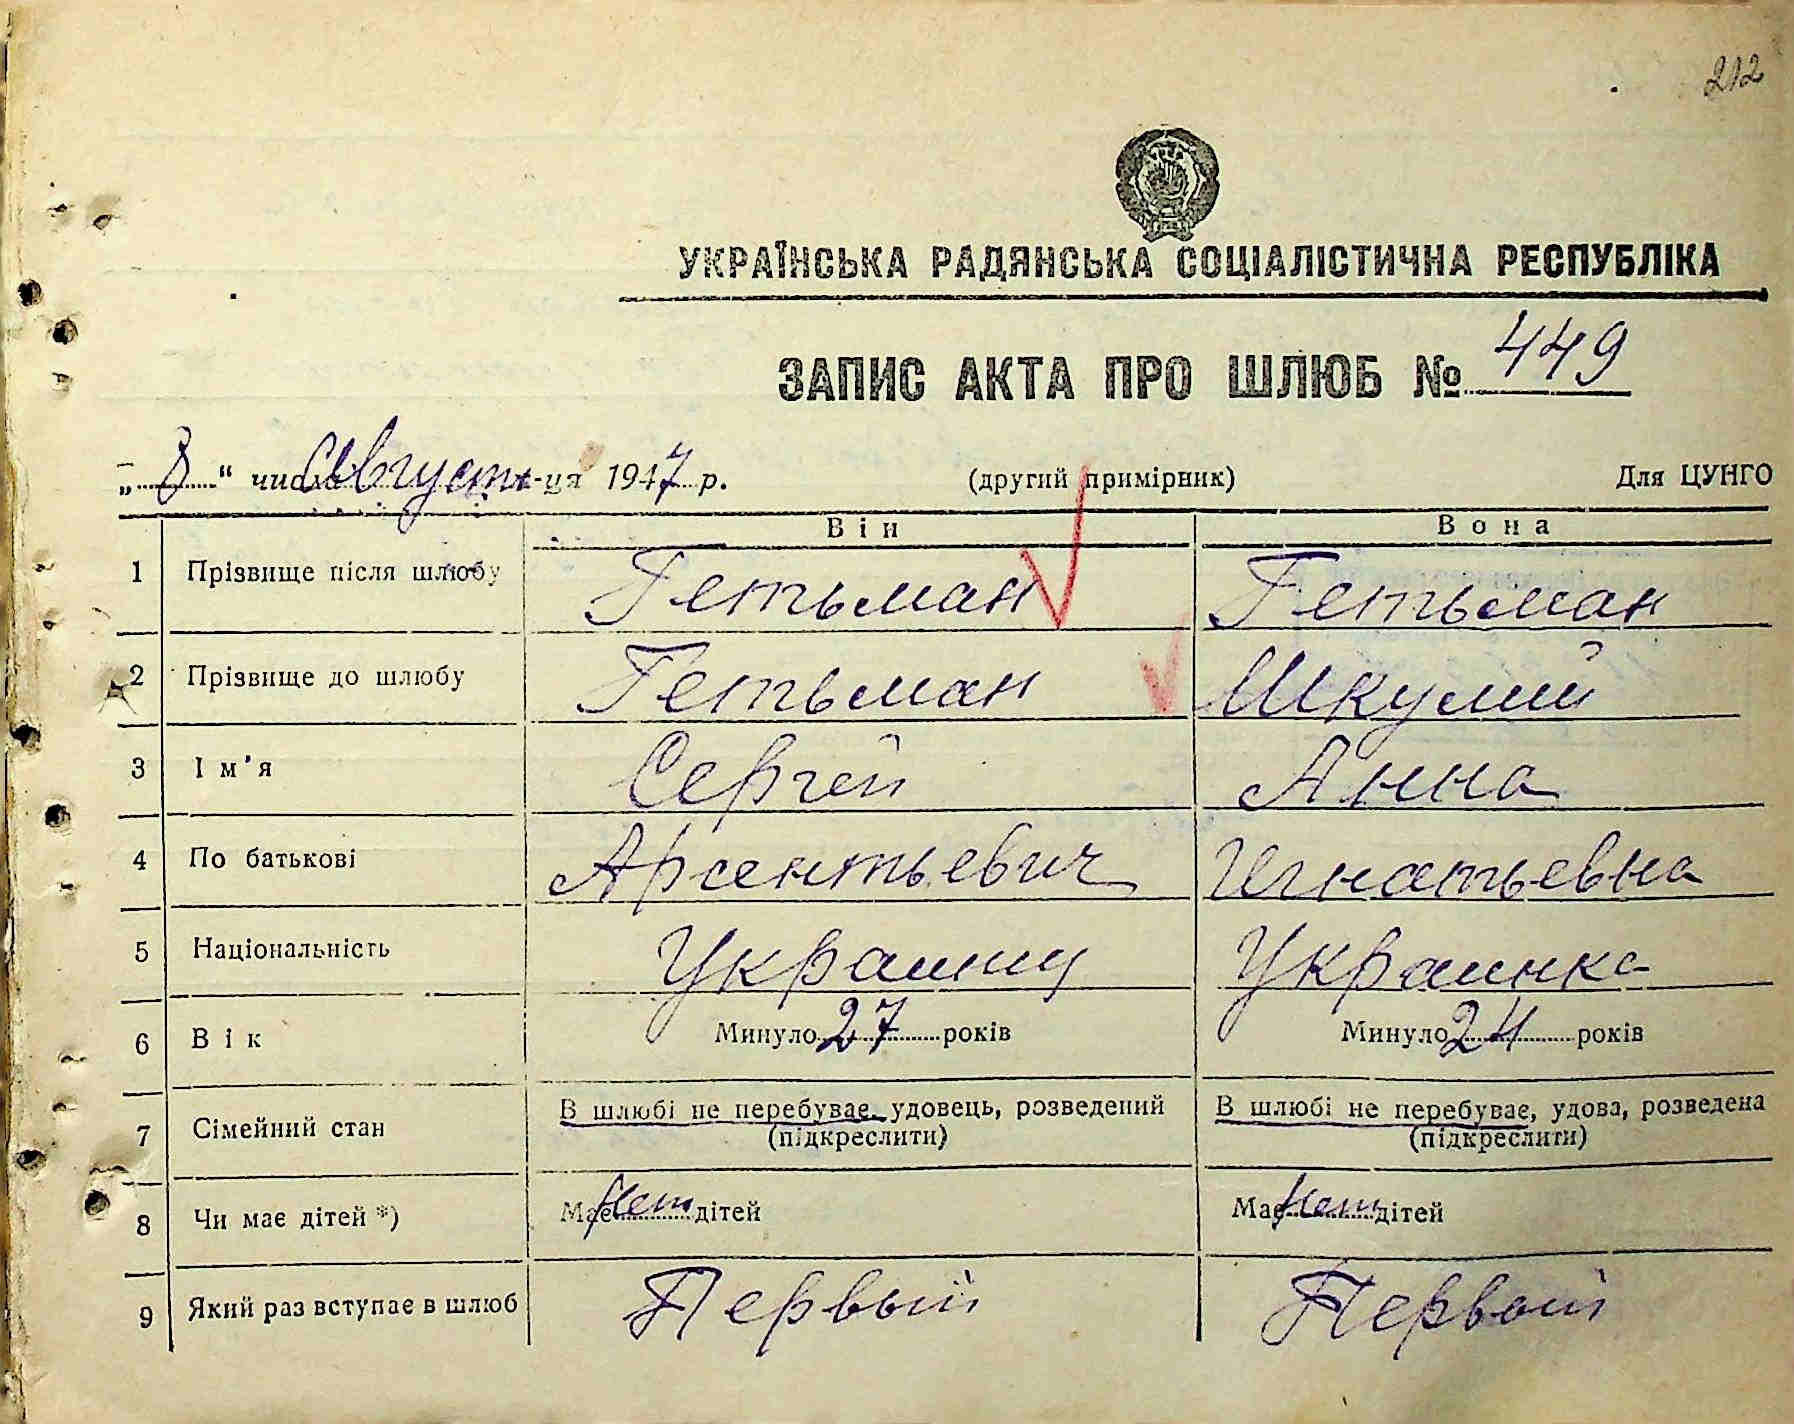 212
УКРАЇНСЬКА РАДЯНСЬКА СОЦІАЛІСТИЧНА РЕСПУБЛІКА
ЗАПИС АКТА ПРО ШЛЮБ № 449
„8“ числа Август м-ця 1947 р. (другий примірник) Для ЦУНГО
Він Вона
1 Прізвище після шлюбу Гетьман Гетьман
2 Прізвище до шлюбу Гетьман Шкулий
3 Ім'я Сергей Анна
4 По батькові Арсентьевич Игнатьевна
5 Національність Украинец Украинка
6 Вік Минуло 27 років Минуло 24 років
7 Сімейний стан В шлюбі не перебуває, удовець, розведений В шлюбі не перебуває, удова, розведена
(підкреслити) (підкреслити)
8 Чи має дітей *) Має Нет дітей Має Нет дітей
9 Який раз вступає в шлюб Первый Первый